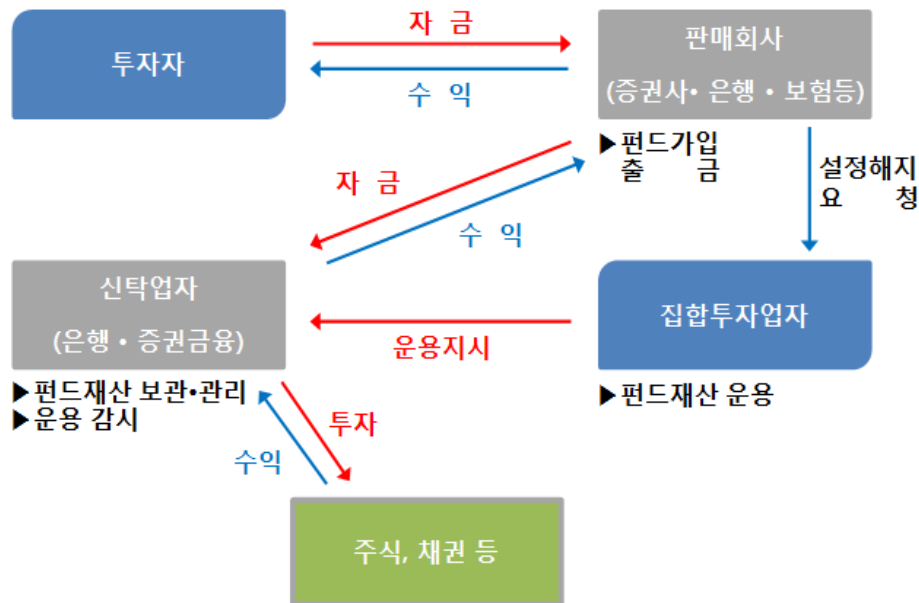 자 금
투자자
수 익
판매회사
(증권사• 은행 • 보험등)
▶펀드가입
출 금
설정해지
요 청
자 금
수 익
신탁업자
(은행 • 증권금융)
▶펀드재산 보관•관리
▶운용 감시
운용지시
집합투자업자
▶펀드재산 운용
투자
수익
주식, 채권 등